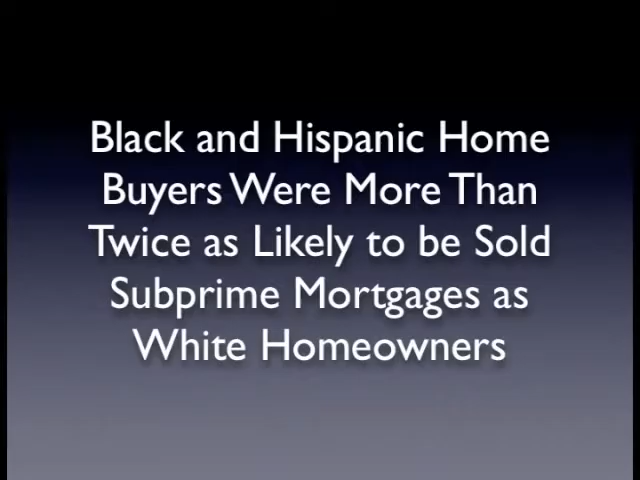 Black and Hispanic Home
Buyers Were More Than
Twice as Likely to be Sold
Subprime Mortgages as
White Homeowners